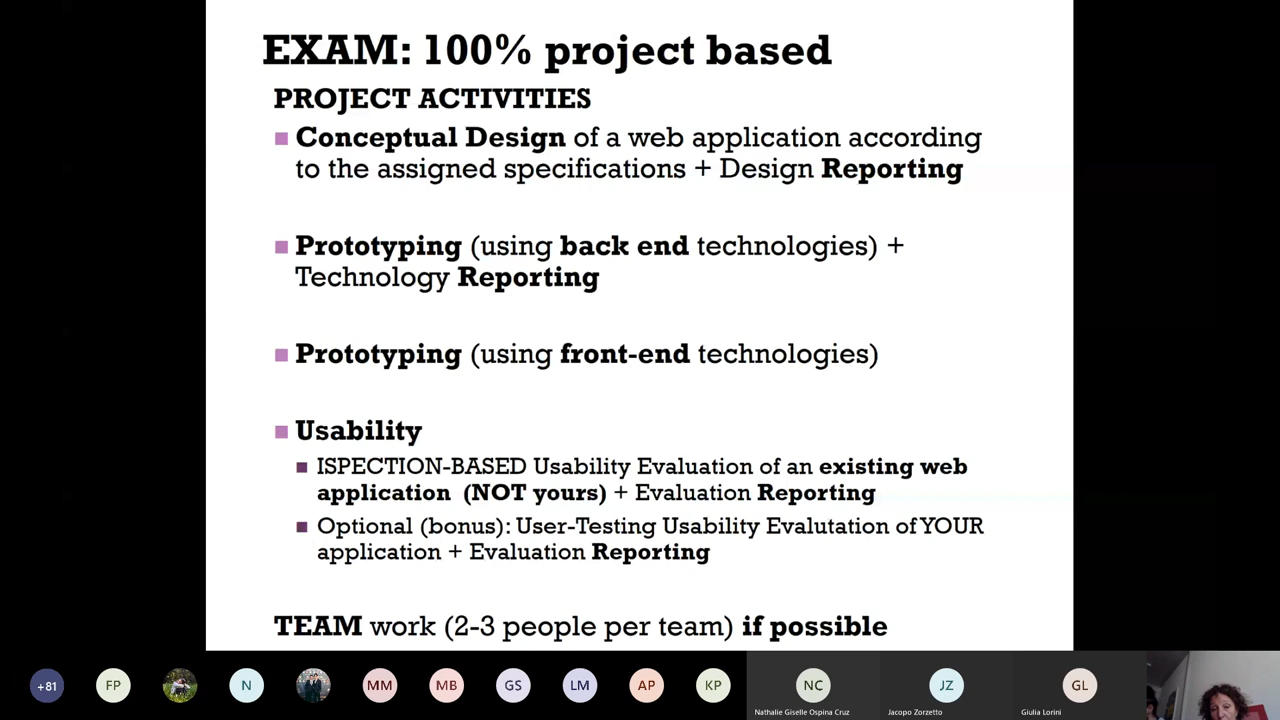 EXAM: 100% project based
PROJECT ACTIVITIES
Conceptual Design of a web application according
to the assigned specifications + Design Reporting
Prototyping (using back end technologies) +
Technology Reporting
Prototyping (using front-end technologies)
Usability
ISPECTION-BASED Usability Evaluation of an existing web
application (NOT yours) + Evaluation Reporting
Optional (bonus): User-Testing Usability Evalutation of YOUR
application + Evaluation Reporting
TEAM work (2-3 people per team) if possible
+81 FP N MM MB GS LM AP KP NC JZ GL
Nathalie Giselle Ospina Cruz Jacopo Zorzetto Giulia Lorini